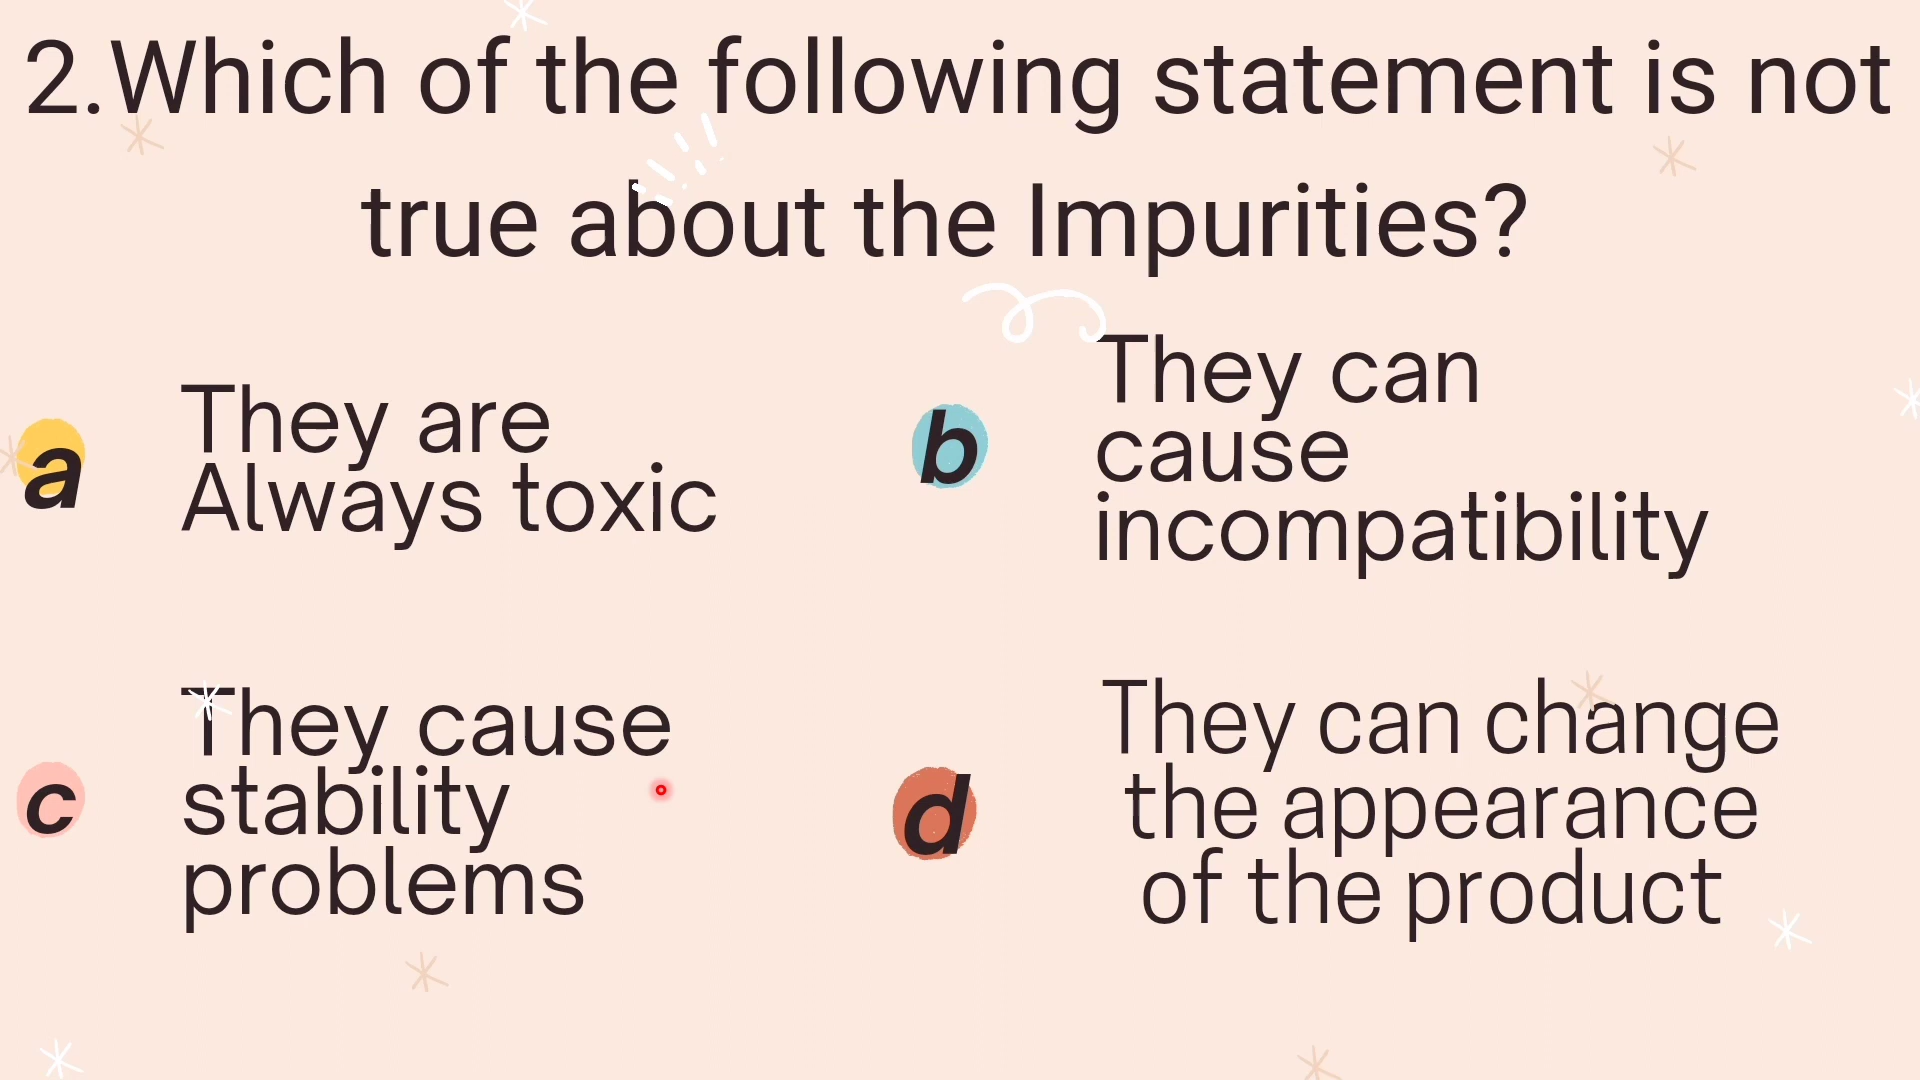 2.Which of the following statement is not
true about the Impurities?
a
They are
Always toxic
b
They can
cause
incompatibility
c
They cause
stability
problems
d
They can change
the appearance
of the product